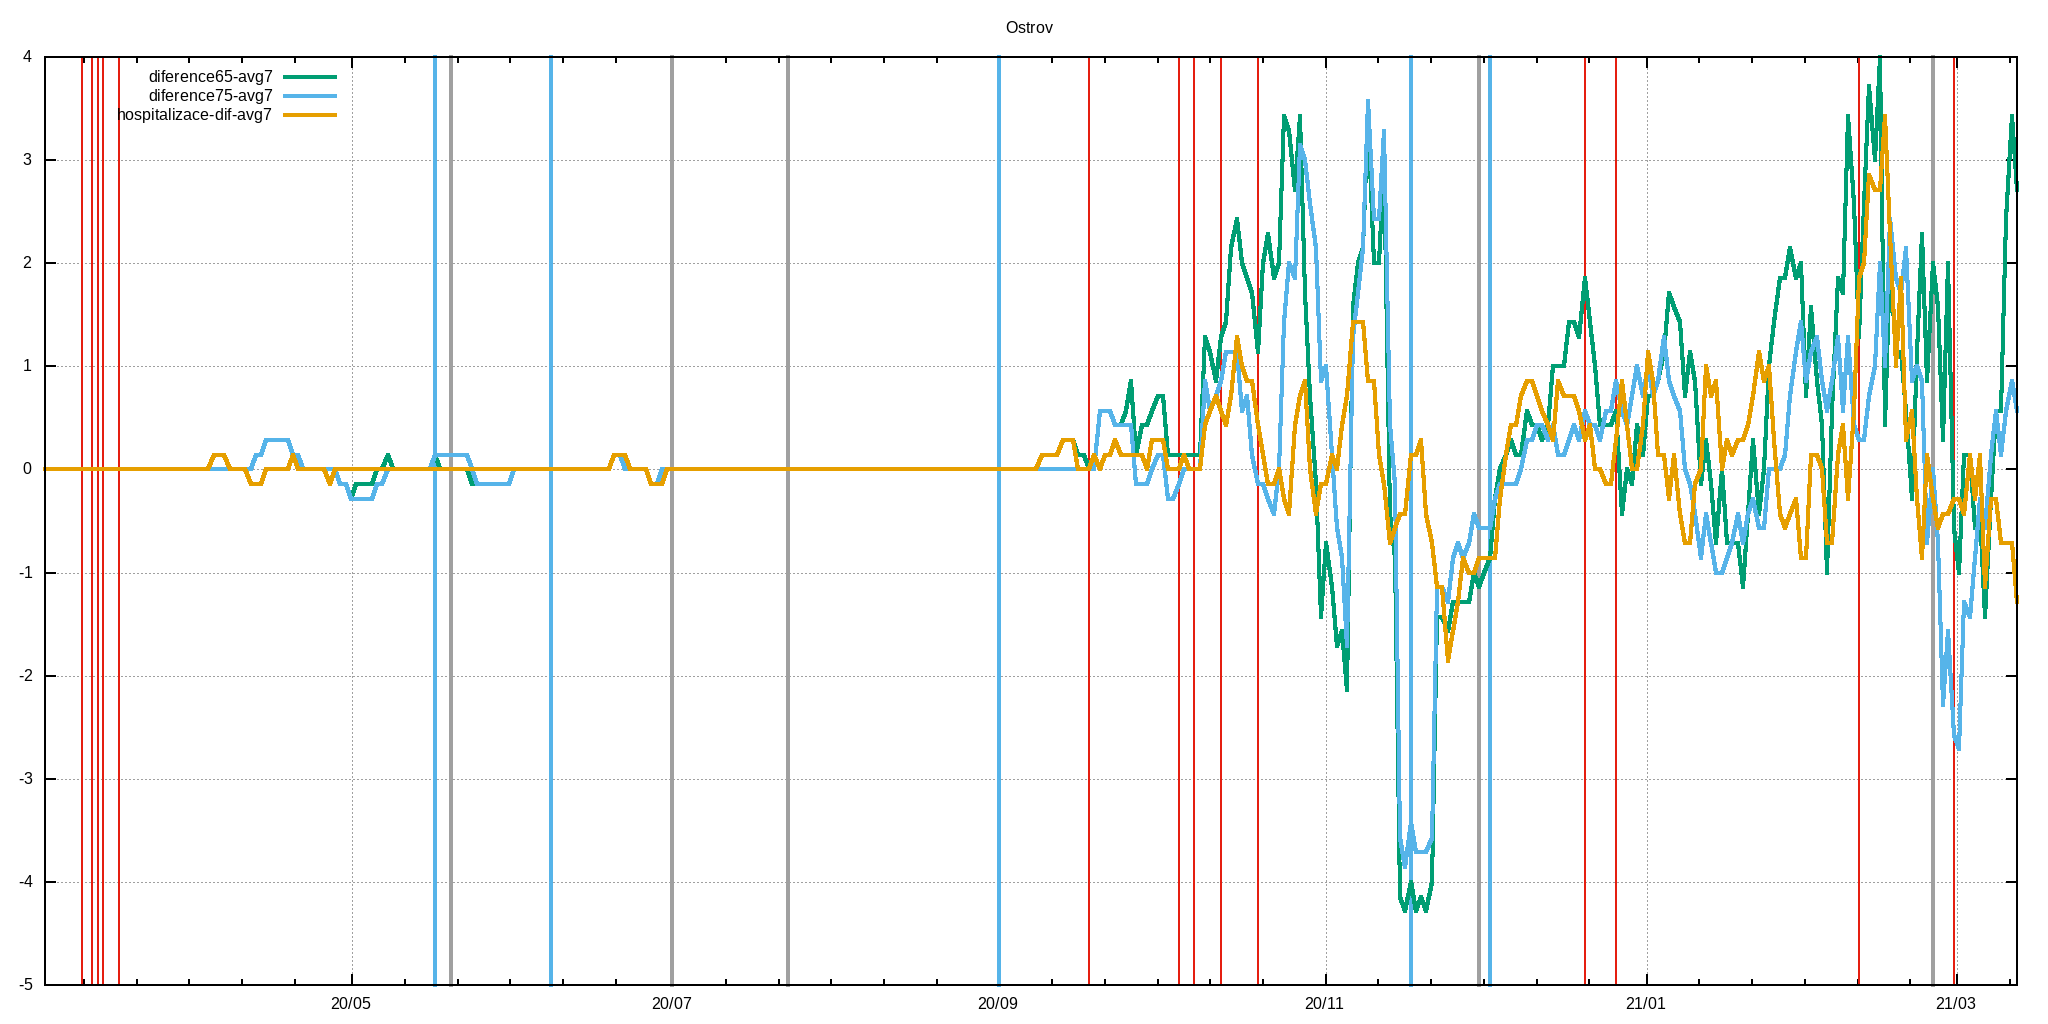 Ostrov
4
diference65-avg7
diference75-avg7
hospitalizace-dif-avg7
3
2
1
0
-1
-2
-3
-4
-5
20/05 20/07 20/09 20/11 21/01 21/03